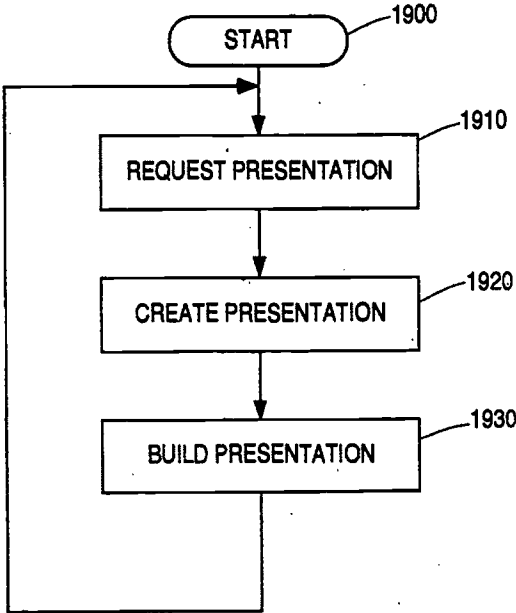 1900
START
1910
REQUEST PRESENTATION
1920
CREATE PRESENTATION
1930
BUILD PRESENTATION